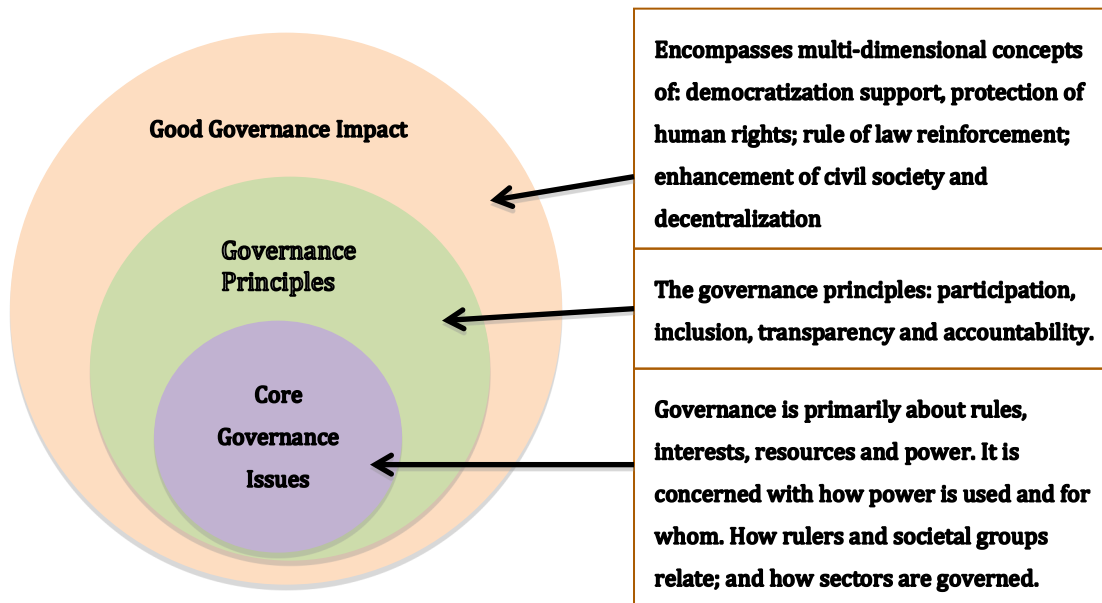 Good Governance Impact
Governance
Principles
Core
Governance
Issues
Encompasses multi-dimensional concepts
of: democratization support, protection of
human rights; rule of law reinforcement;
enhancement of civil society and
decentralization
The governance principles: participation,
inclusion, transparency and accountability.
Governance is primarily about rules,
interests, resources and power. It is
concerned with how power is used and for
whom. How rulers and societal groups
relate; and how sectors are governed.